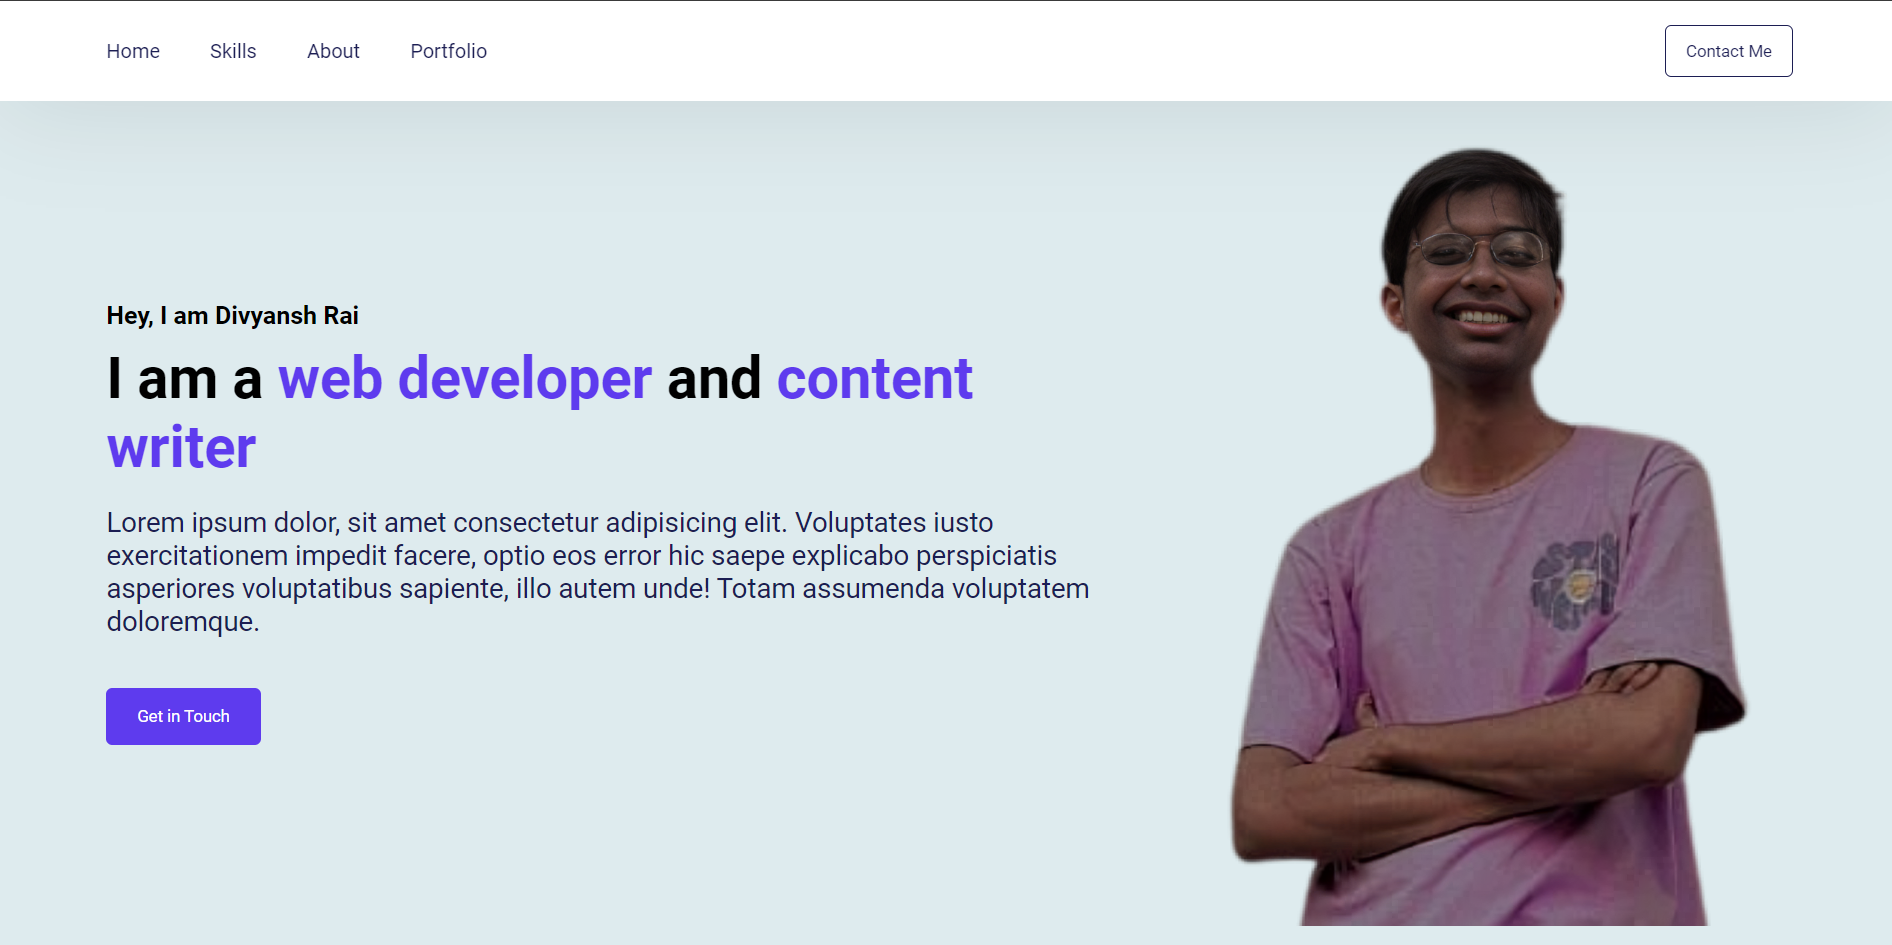 Home Skills About Portfolio Contact Me
Hey, I am Divyansh Rai
I am a web developer and content
writer
Lorem ipsum dolor, sit amet consectetur adipisicing elit. Voluptates iusto
exercitationem impedit facere, optio eos error hic saepe explicabo perspiciatis
asperiores voluptatibus sapiente, illo autem unde! Totam assumenda voluptatem
doloremque.
Get in Touch